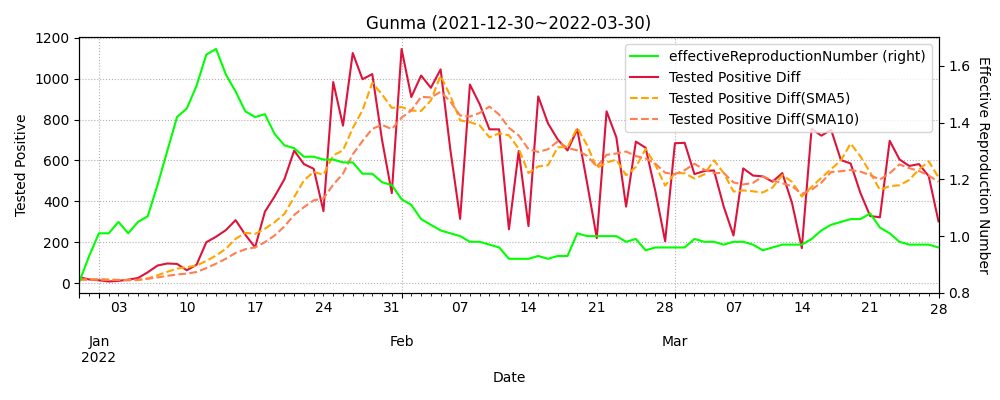 Gunma (2021-12-30~2022-03-30)
1200
1000
800
600
400
200
0
Tested Positive
effectiveReproductionNumber (right)
Tested Positive Diff
Tested Positive Diff(SMA5)
Tested Positive Diff(SMA10)
1.6
1.4
1.2
1.0
0.8
Effective Reproduction Number
03 10 17 24 31 07 14 21 28 07 14 21 28
Jan Feb Mar
2022
Date